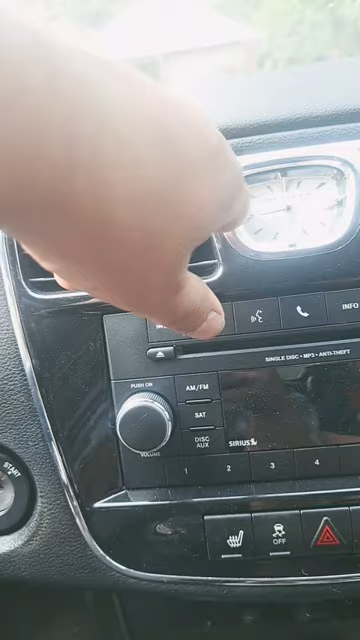 INFO
SINGLE DISC • MP3 • ANTI-THEFT
PUSH ON
AM/FM
SAT
DISC
AUX
SIRIUS
VOLUME
1 2 3 4
START
OFF